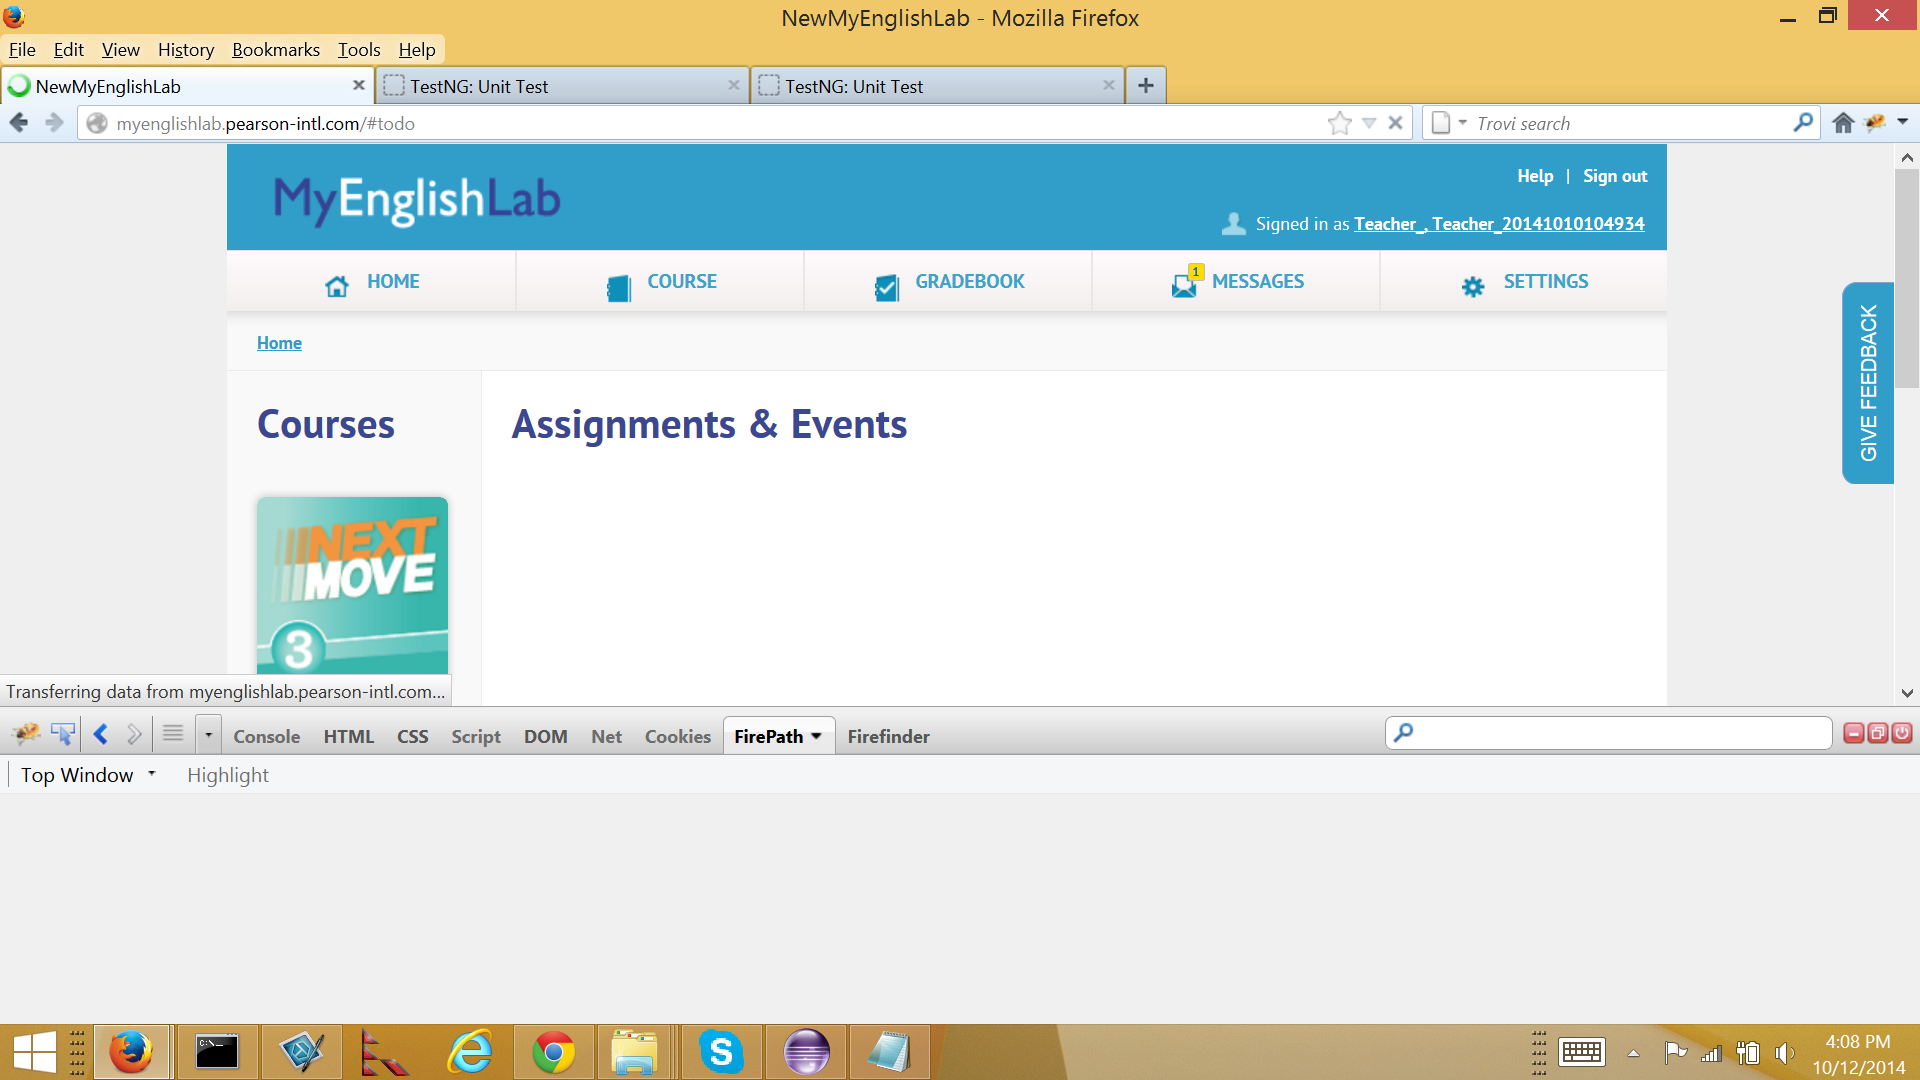 NewMyEnglishLab - Mozilla Firefox
File Edit View History Bookmarks Tools Help
NewMyEnglishLab TestNG: Unit Test TestNG: Unit Test
myenglishlab.pearson-intl.com/#todo Trovi search
Help | Sign out
MyEnglishLab
Signed in as Teacher_, Teacher_20141010104934
HOME COURSE GRADEBOOK 1 MESSAGES SETTINGS
Home
GIVE FEEDBACK
Courses Assignments & Events
NEXT
MOVE
3
Transferring data from myenglishlab.pearson-intl.com...
Console HTML CSS Script DOM Net Cookies FirePath Firefinder
Top Window Highlight
C:\_
S
4:08 PM
10/12/2014